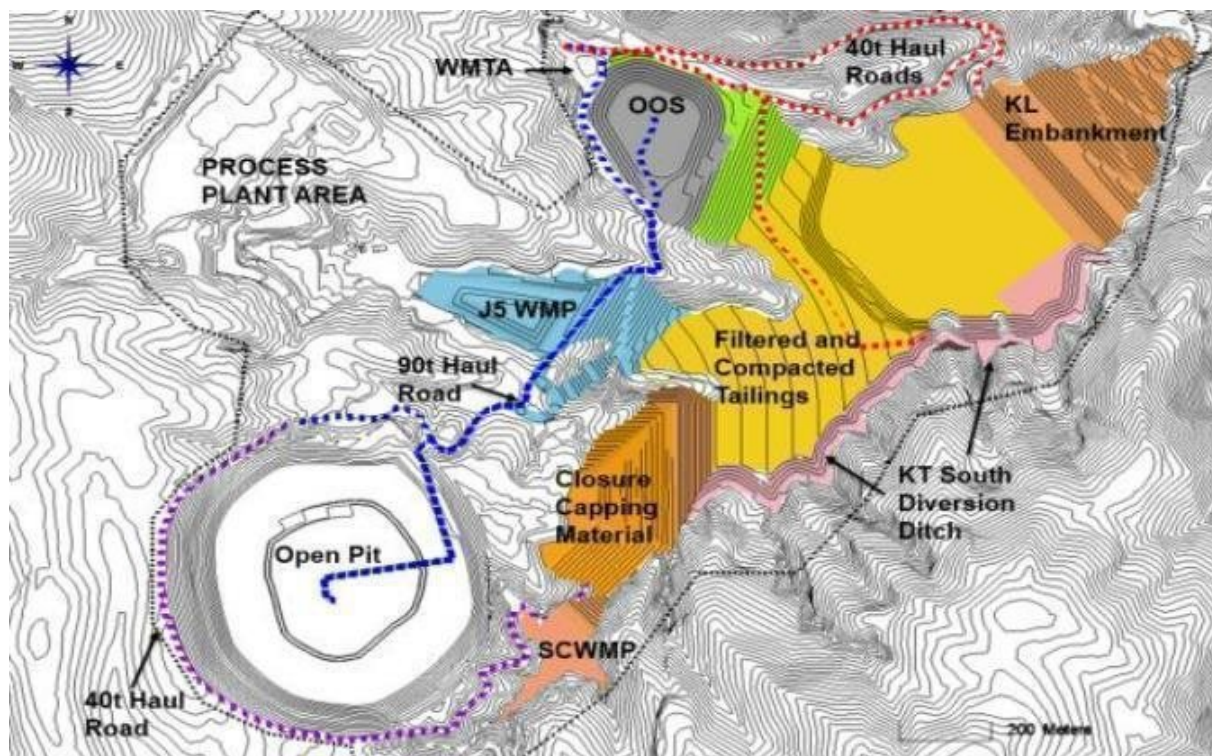 N
W
E
S
WMTA
40t Haul
Roads
OOS
KL
Embankment
PROCESS
PLANT AREA
J5 WMP
90t Haul
Road
Filtered and
Compacted
Tailings
Closure
Capping
Material
KT South
Diversion
Ditch
Open Pit
SCWMP
40t Haul
Road
200 Meters